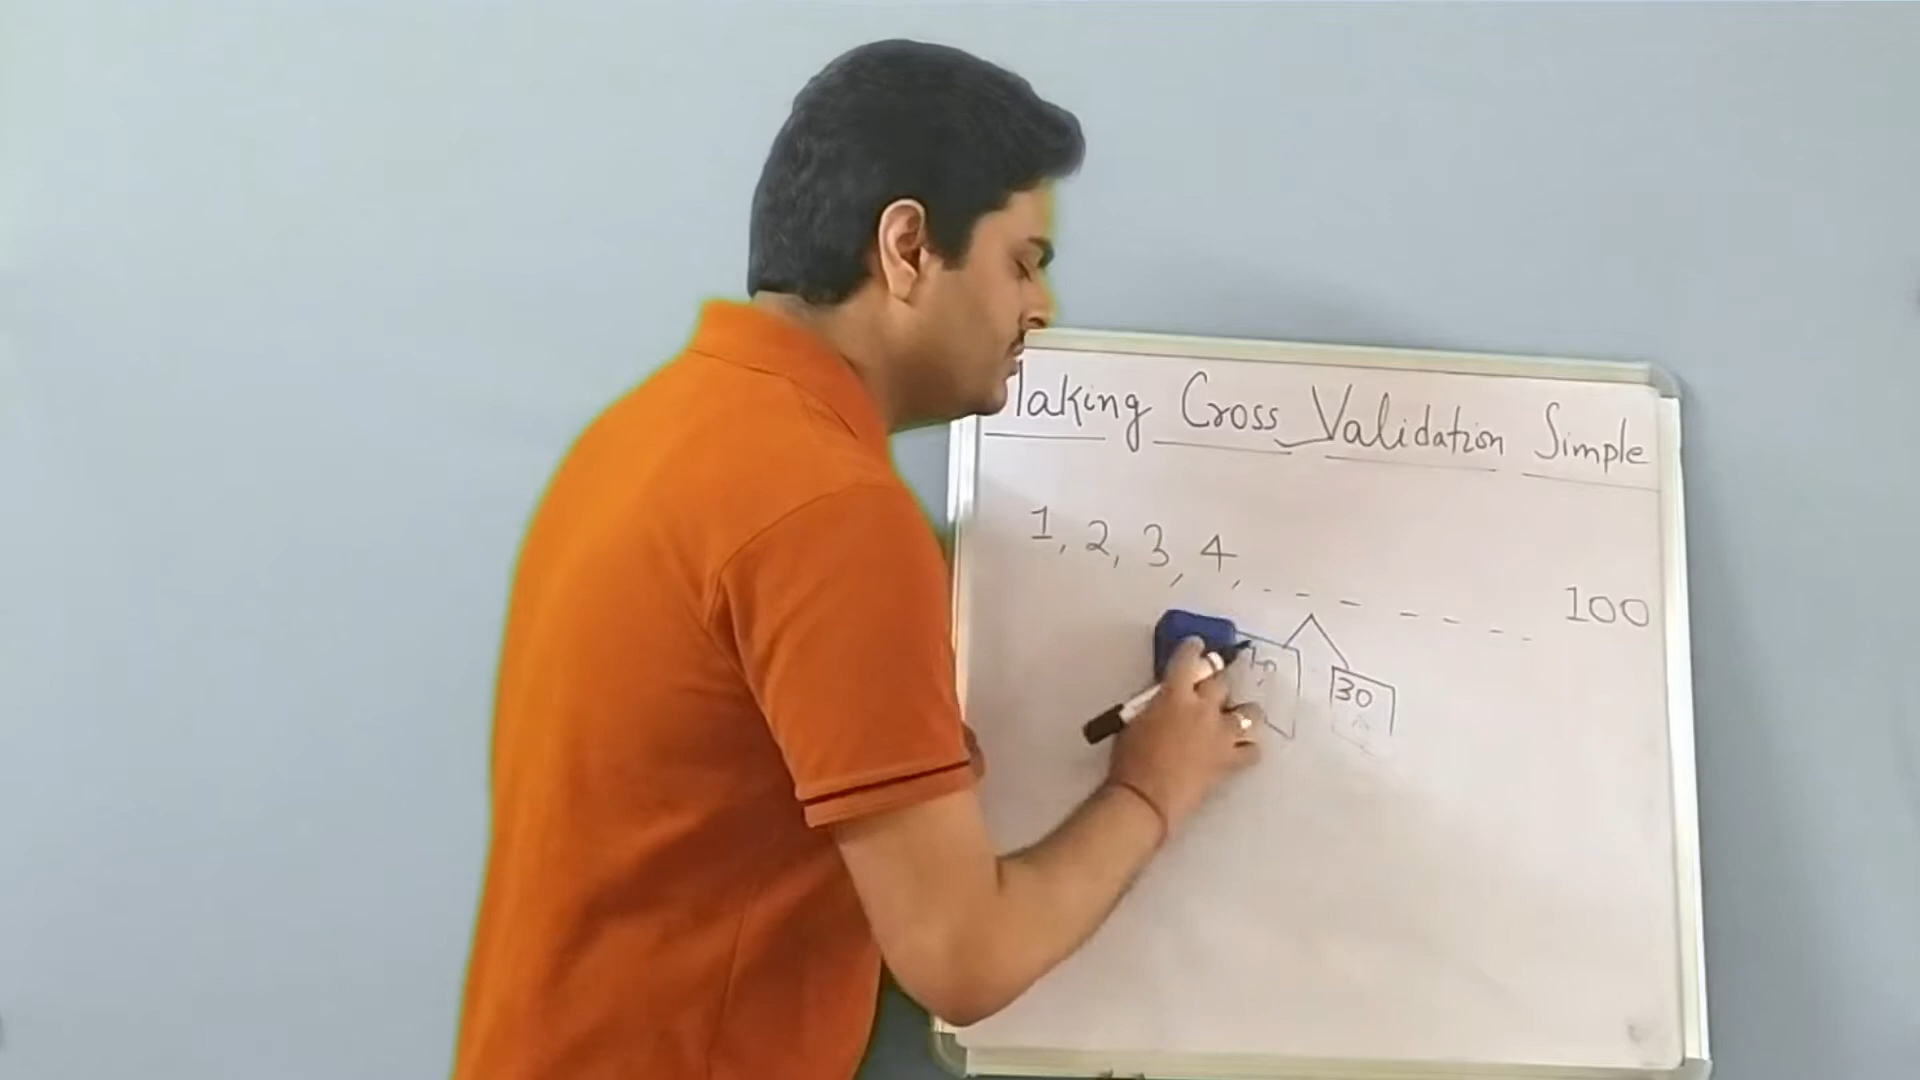 Making Cross Validation Simple
1, 2, 3, 4, - - - - - - - 100
30